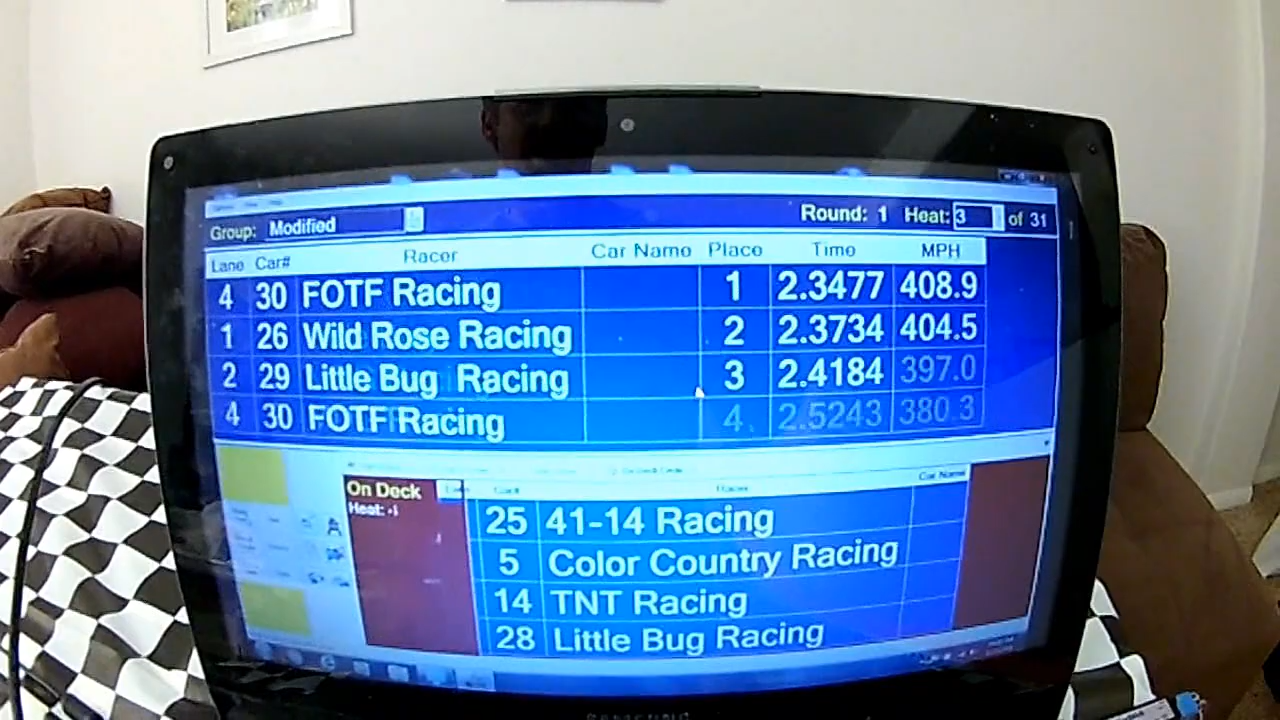 Group: Modified Round: 1 Heat: 3 of 31
Lane Car# Racer Car Name Place Time MPH
4 30 FOTF Racing 1 2.3477 408.9
1 26 Wild Rose Racing 2 2.3734 404.5
2 29 Little Bug Racing 3 2.4184 397.0
4 30 FOTF Racing 4 2.5243 380.3
On Deck Car# Racer Car Name
Heat:
25 41-14 Racing
5 Color Country Racing
14 TNT Racing
28 Little Bug Racing